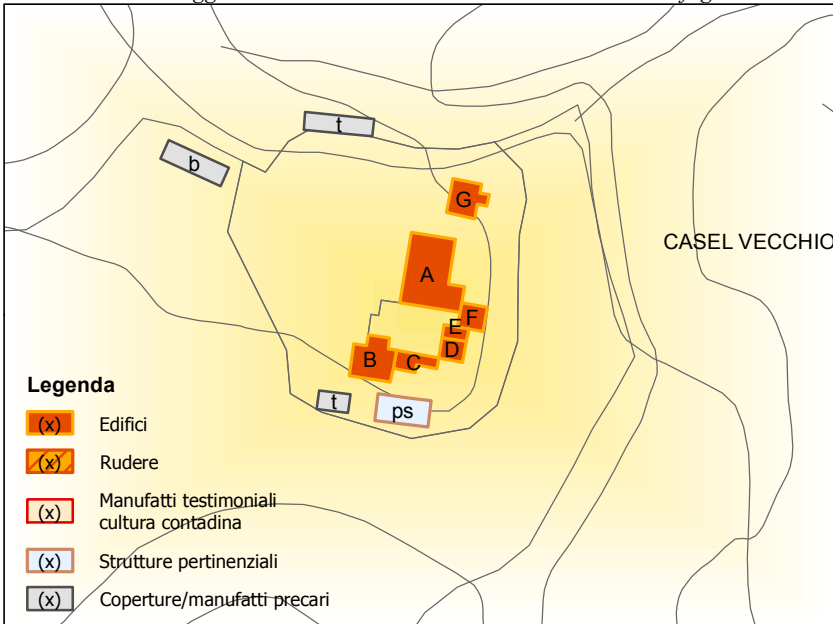 t
b
G
CASEL VECCHIO
A
F
E
D
B
C
t
ps
Legenda
(x) Edifici
(x) Rudere
(x) Manufatti testimoniali
cultura contadina
(x) Strutture pertinenziali
(x) Coperture/manufatti precari